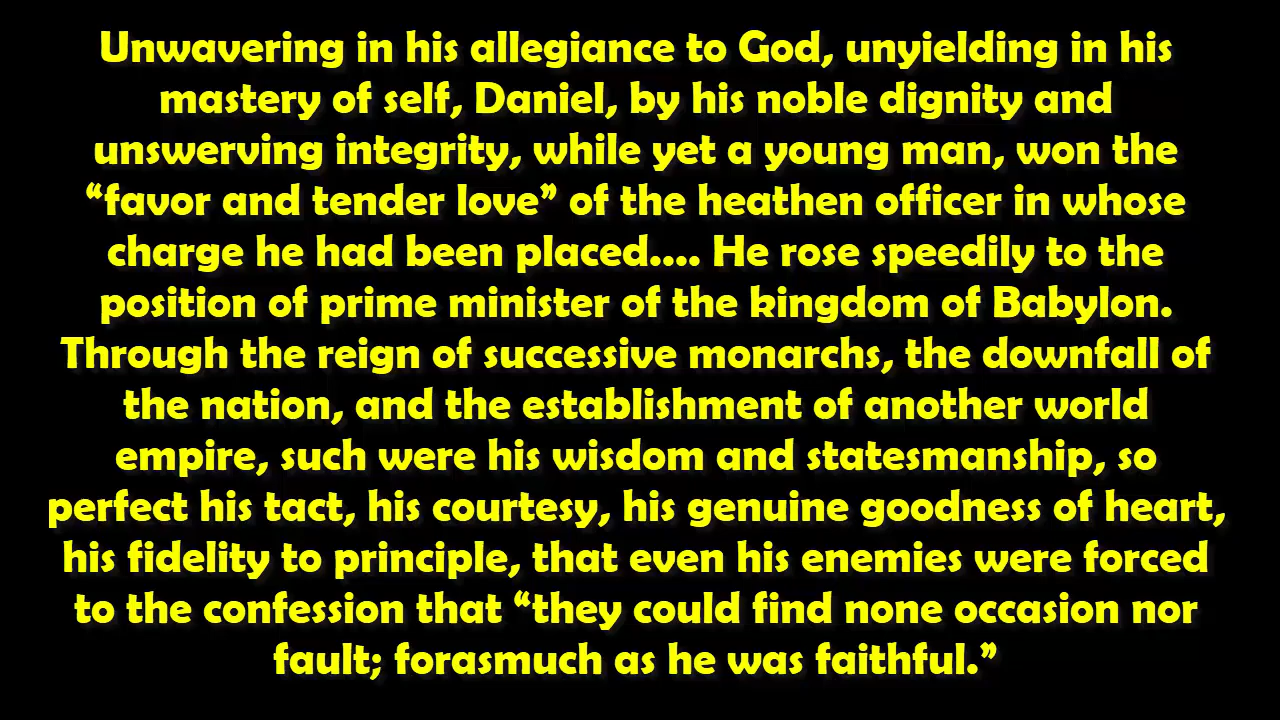 Unwavering in his allegiance to God, unyielding in his
mastery of self, Daniel, by his noble dignity and
unswerving integrity, while yet a young man, won the
“favor and tender love” of the heathen officer in whose
charge he had been placed.... He rose speedily to the
position of prime minister of the kingdom of Babylon.
Through the reign of successive monarchs, the downfall of
the nation, and the establishment of another world
empire, such were his wisdom and statesmanship, so
perfect his tact, his courtesy, his genuine goodness of heart,
his fidelity to principle, that even his enemies were forced
to the confession that “they could find none occasion nor
fault; forasmuch as he was faithful.”